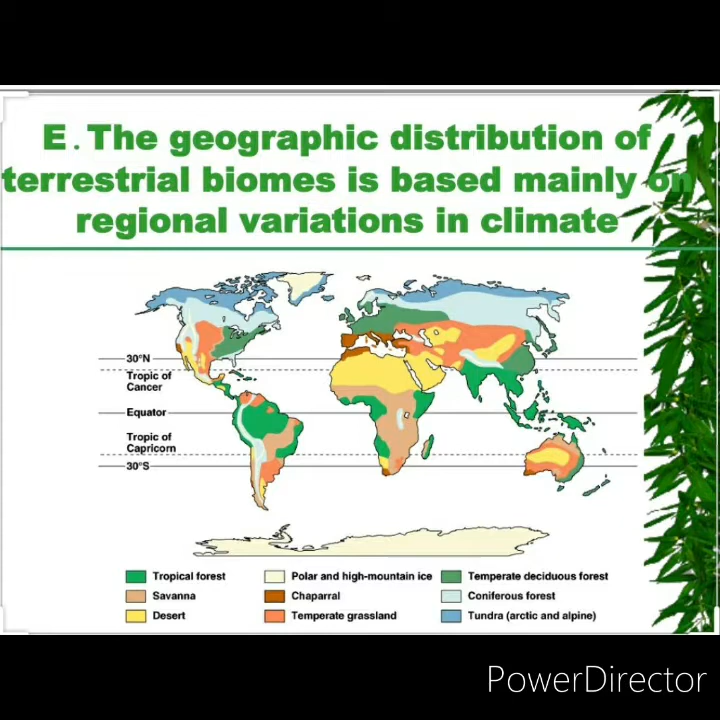 E. The geographic distribution of
terrestrial biomes is based mainly on
regional variations in climate
30°N
Tropic of
Cancer
Equator
Tropic of
Capricorn
30°S
Tropical forest
Polar and high-mountain ice
Temperate deciduous forest
Savanna
Chaparral
Coniferous forest
Desert
Temperate grassland
Tundra (arctic and alpine)
PowerDirector